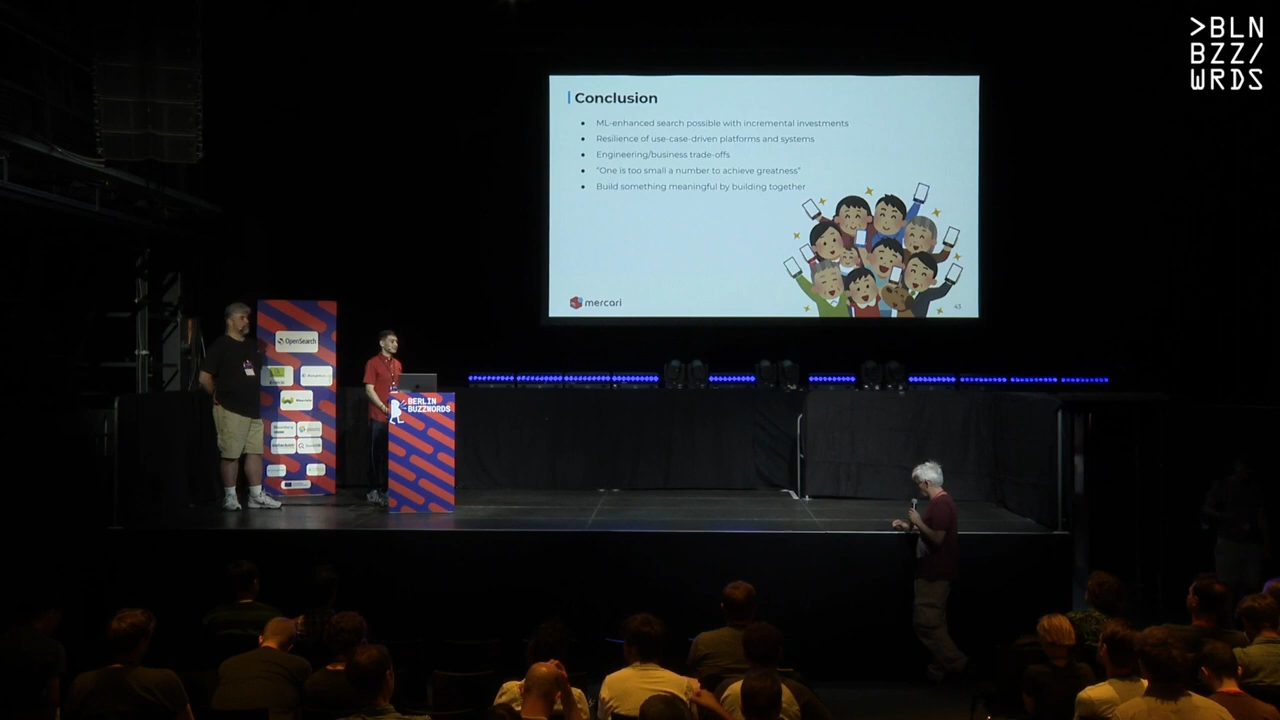 >BLN
BZZ/
WRDS
Conclusion
● ML-enhanced search possible with incremental investments
● Resilience of use-case-driven platforms and systems
● Engineering/business trade-offs
● "One is too small a number to achieve greatness"
● Build something meaningful by building together
mercari
43
OpenSearch
BERLIN
BUZZWORDS